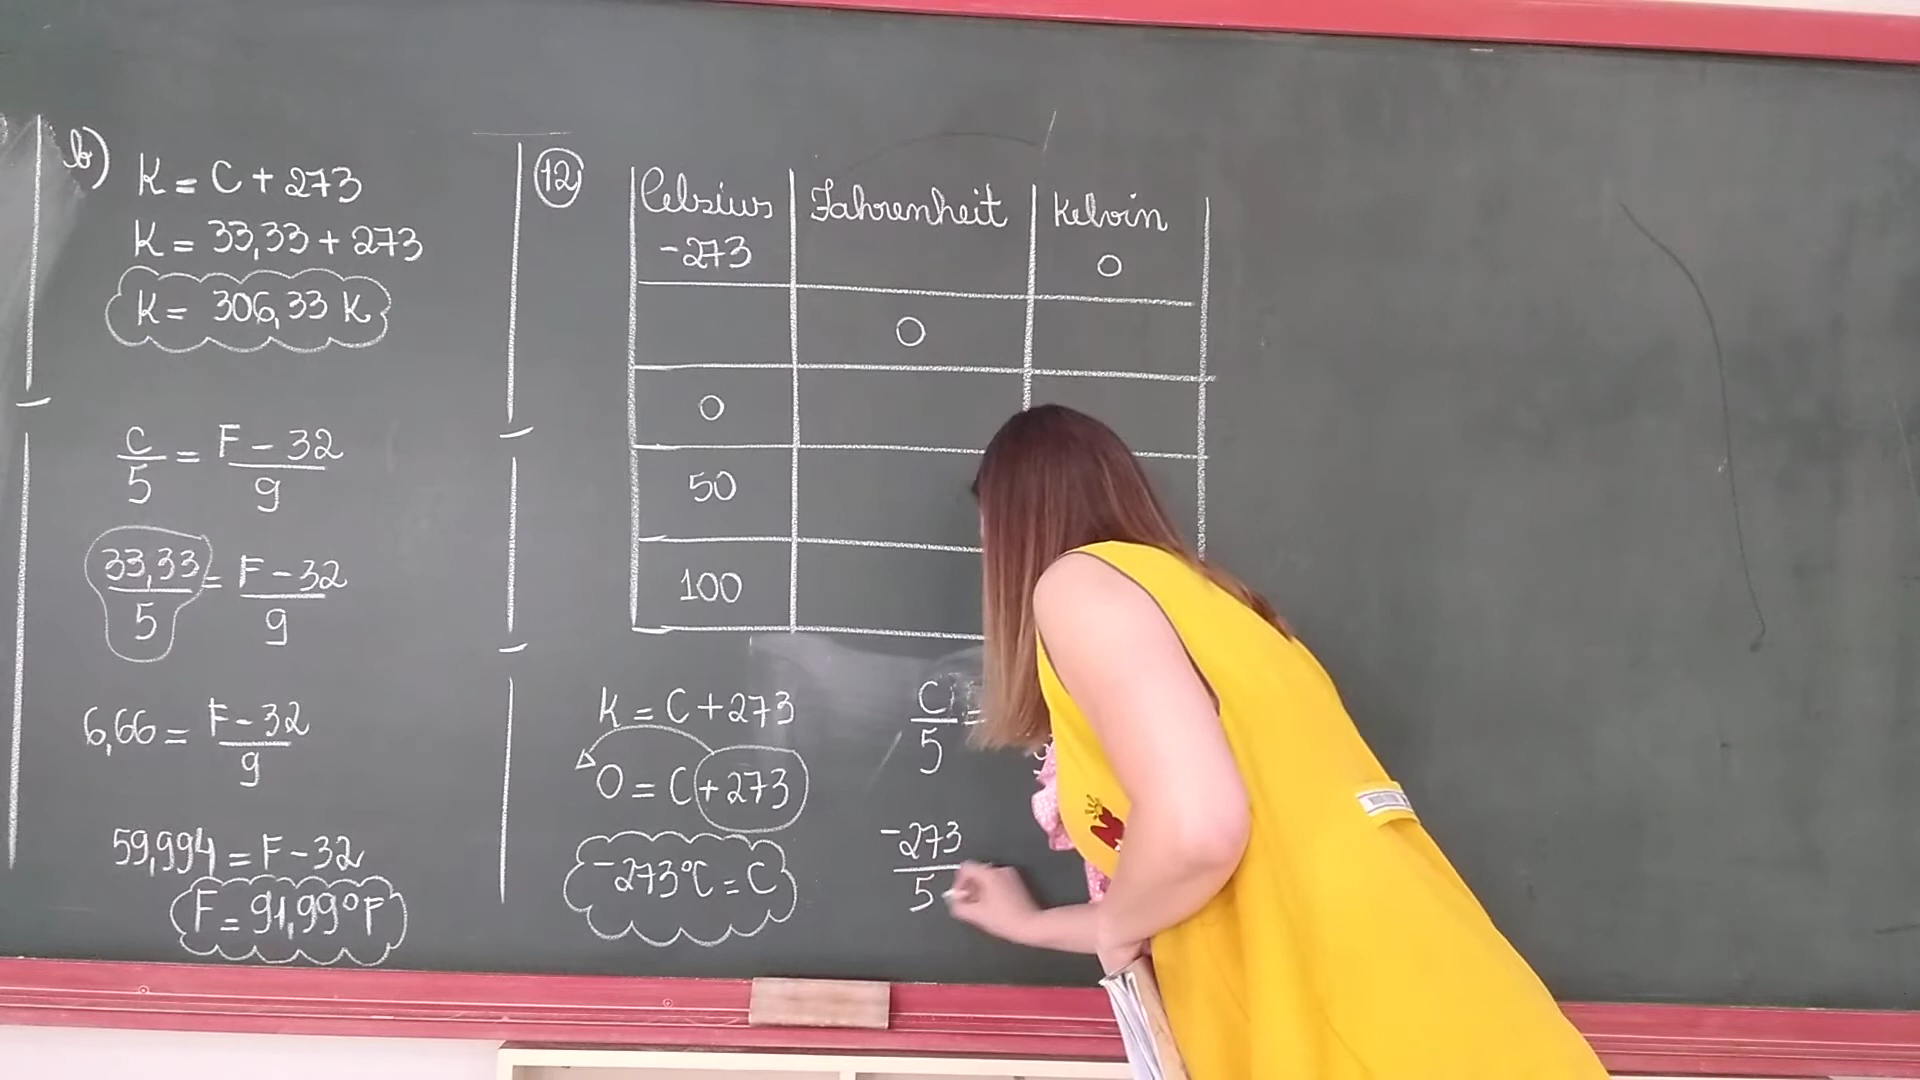 b)
K = C + 273
K = 33,33 + 273
K = 306,33 K
C/5 = F - 32/9
33,33/5 = F - 32/9
6,66 = F - 32/9
59,994 = F - 32
F = 91,99°F
12
Celsius Fahrenheit Kelvin
-273 0
0
0
50
100
K = C + 273
0 = C + 273
-273°C = C
C/5 =
-273/5